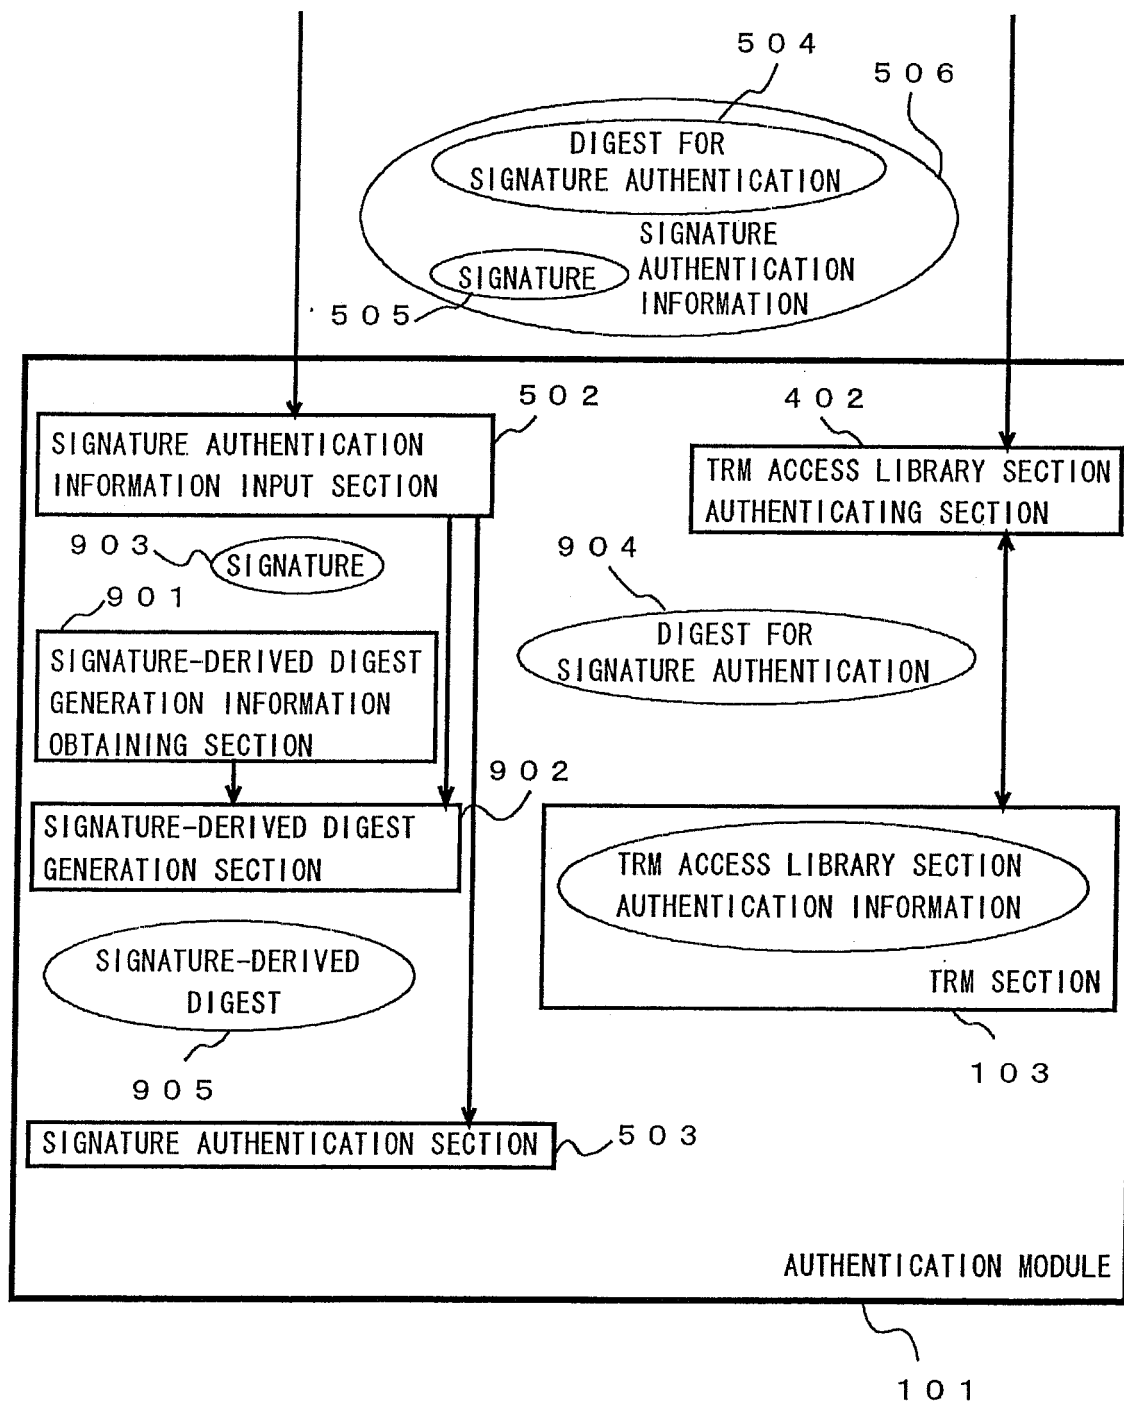 504
506
DIGEST FOR
SIGNATURE AUTHENTICATION
SIGNATURE
AUTHENTICATION
INFORMATION
SIGNATURE
505
502
402
SIGNATURE AUTHENTICATION
INFORMATION INPUT SECTION
TRM ACCESS LIBRARY SECTION
AUTHENTICATING SECTION
903
SIGNATURE
904
901
DIGEST FOR
SIGNATURE AUTHENTICATION
SIGNATURE-DERIVED DIGEST
GENERATION INFORMATION
OBTAINING SECTION
902
SIGNATURE-DERIVED DIGEST
GENERATION SECTION
TRM ACCESS LIBRARY SECTION
AUTHENTICATION INFORMATION
TRM SECTION
SIGNATURE-DERIVED
DIGEST
103
905
SIGNATURE AUTHENTICATION SECTION
503
AUTHENTICATION MODULE
101